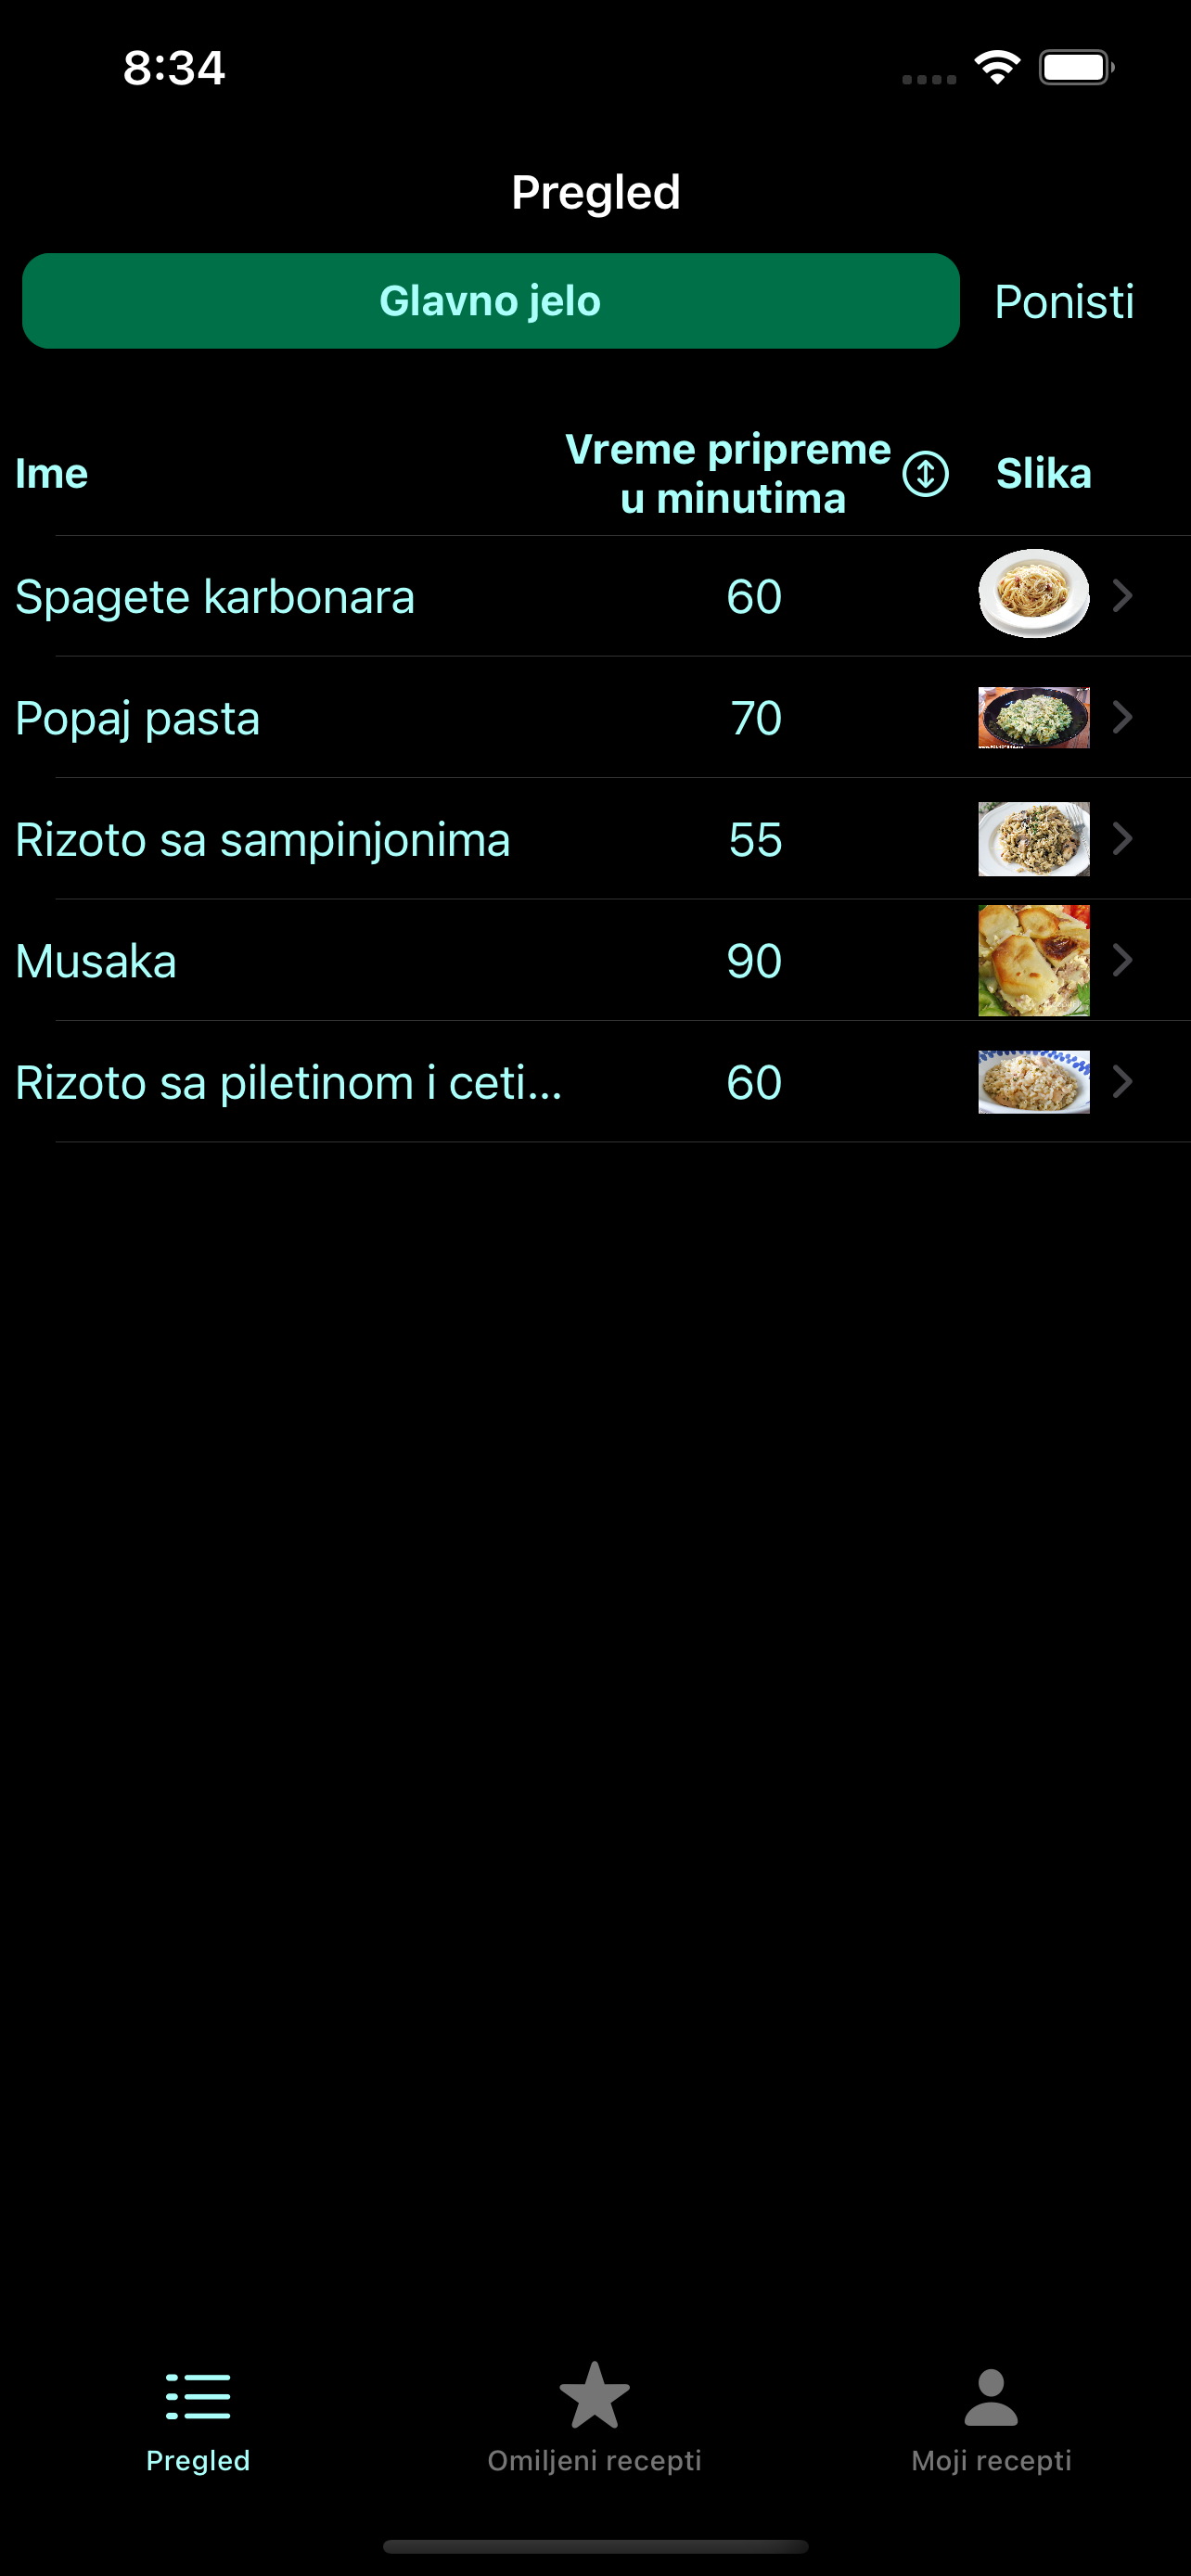 8:34
Pregled
Glavno jelo
Ponisti
Ime
Vreme pripreme
u minutima
Slika
Spagete karbonara
60
Popaj pasta
70
Rizoto sa sampinjonima
55
Musaka
90
Rizoto sa piletinom i ceti...
60
Pregled
Omiljeni recepti
Moji recepti